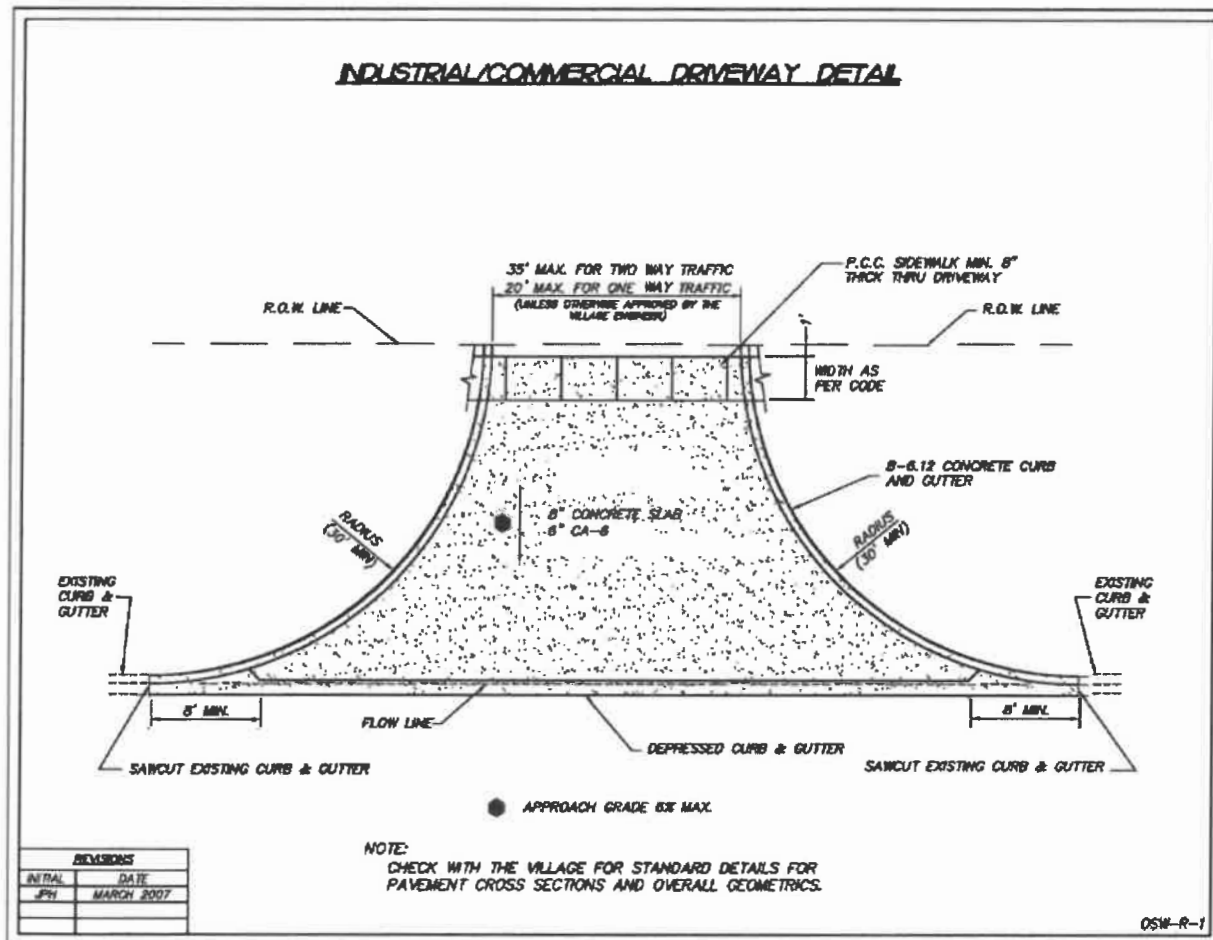 INDUSTRIAL/COMMERCIAL DRIVEWAY DETAIL
35' MAX. FOR TWO WAY TRAFFIC
20' MAX. FOR ONE WAY TRAFFIC
(UNLESS OTHERWISE APPROVED BY THE
VILLAGE ENGINEER)
P.C.C. SIDEWALK MIN. 8"
THICK THRU DRIVEWAY
R.O.W. LINE
R.O.W. LINE
1'
WIDTH AS
PER CODE
B-6.12 CONCRETE CURB
AND GUTTER
8" CONCRETE SLAB
6" CA-6
RADIUS
(30' MIN)
RADIUS
(30' MIN)
EXISTING
CURB &
GUTTER
EXISTING
CURB &
GUTTER
8' MIN.
FLOW LINE
8' MIN.
DEPRESSED CURB & GUTTER
SAWCUT EXISTING CURB & GUTTER
SAWCUT EXISTING CURB & GUTTER
APPROACH GRADE MAX.
NOTE:
CHECK WITH THE VILLAGE FOR STANDARD DETAILS FOR
PAVEMENT CROSS SECTIONS AND OVERALL GEOMETRICS.
REVISIONS
INITIAL DATE
JPH MARCH 2007
OSW-R-1